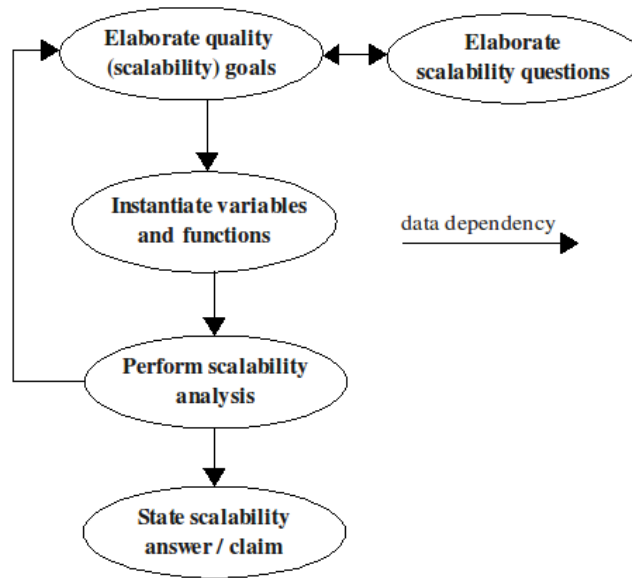 Elaborate quality
(scalability) goals
Elaborate
scalability questions
Instantiate variables
and functions
data dependency
Perform scalability
analysis
State scalability
answer / claim